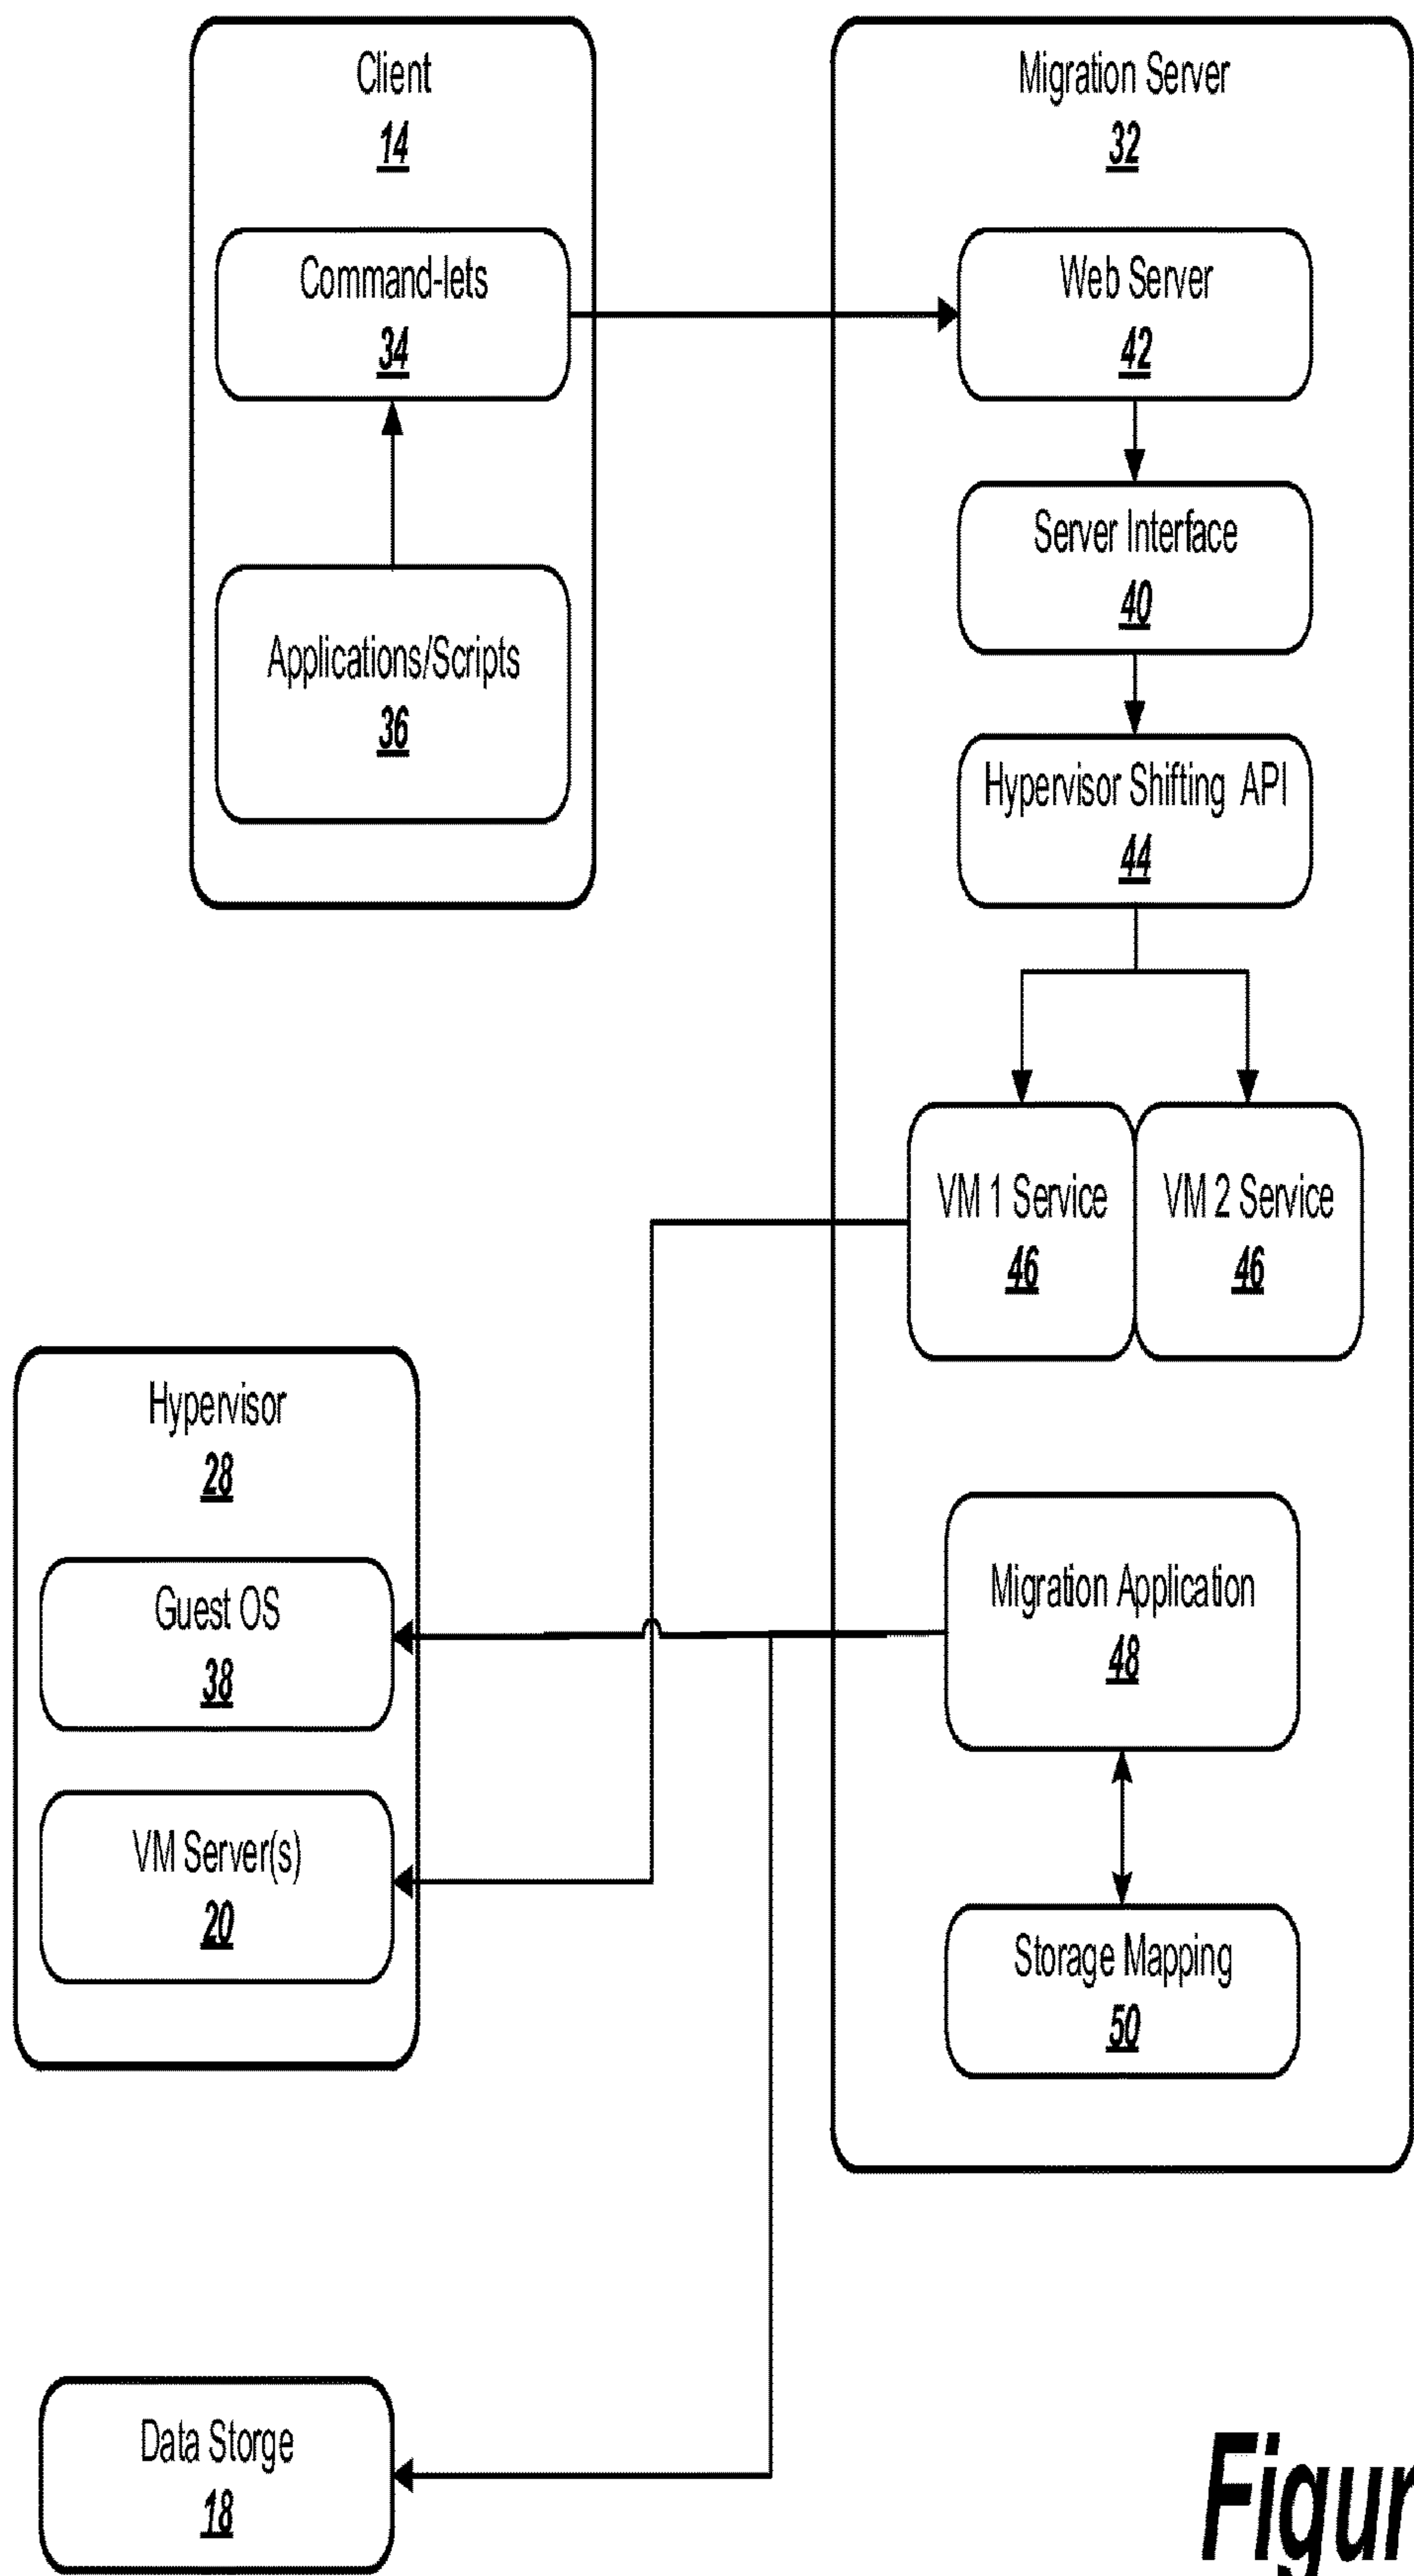 Client
14
Command-lets
34
Applications/Scripts
36
Migration Server
32
Web Server
42
Server Interface
40
Hypervisor Shifting API
44
VM 1 Service
46
VM 2 Service
46
Hypervisor
28
Guest OS
38
VM Server(s)
20
Migration Application
48
Storage Mapping
50
Data Storge
18
Figur